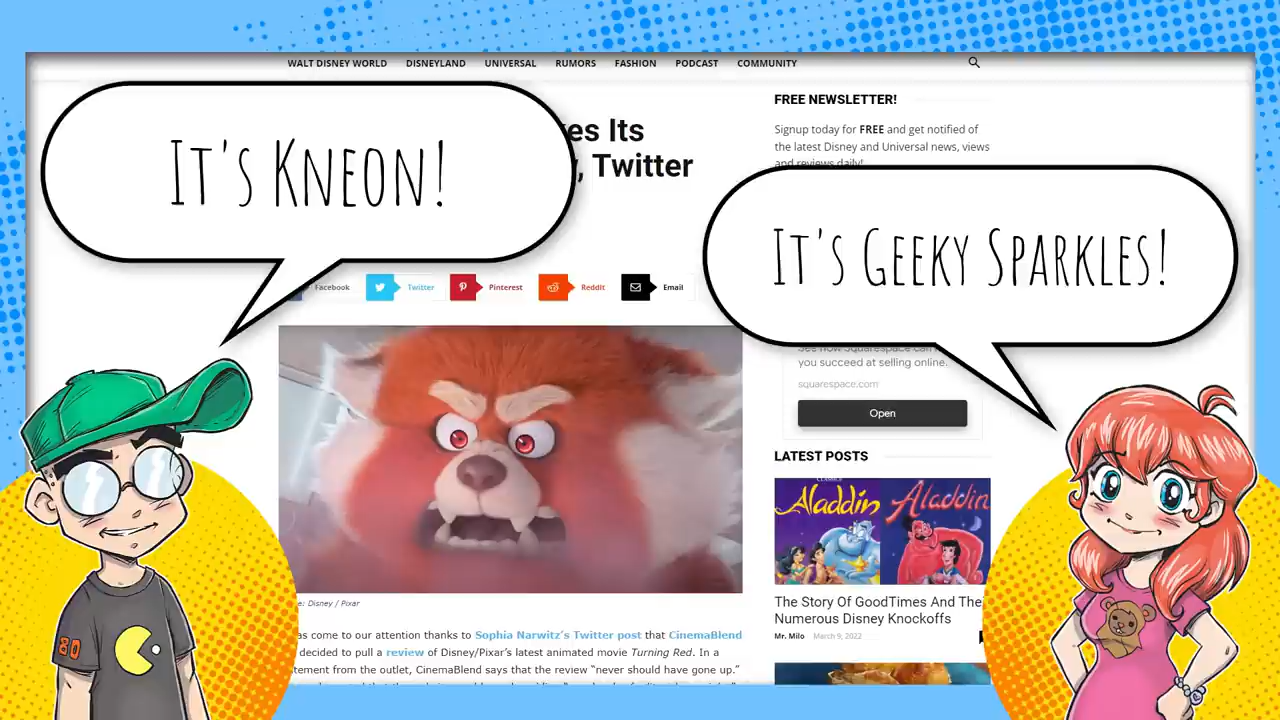 WALT DISNEY WORLD DISNEYLAND UNIVERSAL RUMORS FASHION PODCAST COMMUNITY
It's Kneon!
Its
, Twitter
FREE NEWSLETTER!
Signup today for FREE and get notified of
the latest Disney and Universal news, views
and reviews daily!
It's Geeky Sparkles!
Facebook Twitter Pinterest ReddIt Email
you succeed at selling online.
squarespace.com
Open
LATEST POSTS
Aladdin Aladdin
The Story Of GoodTimes And The
Numerous Disney Knockoffs
Mr. Milo March 9, 2022
Disney / Pixar
as come to our attention thanks to Sophia Narwitz's Twitter post that CinemaBlend
decided to pull a review of Disney/Pixar's latest animated movie Turning Red. In a
tement from the outlet, CinemaBlend says that the review “never should have gone up.”
80